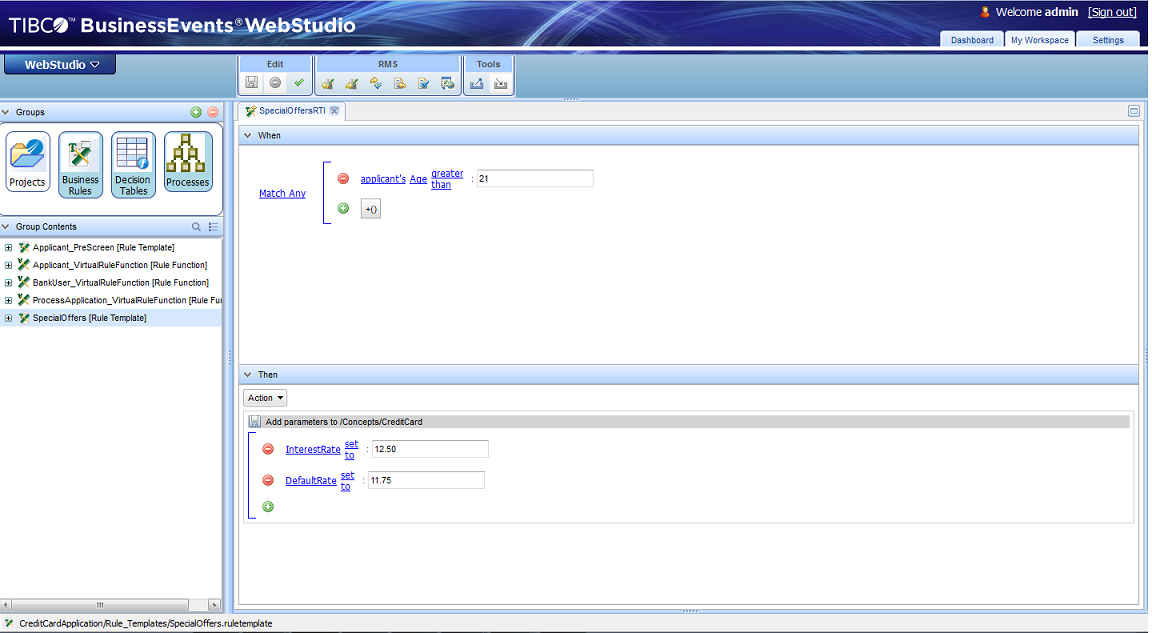 TIBCO™ BusinessEvents® WebStudio
Welcome admin [Sign out]
Dashboard My Workspace Settings
WebStudio
Edit RMS Tools
Groups
Projects
Business Rules
Decision Tables
Processes
Group Contents
Applicant_PreScreen [Rule Template]
Applicant_VirtualRuleFunction [Rule Function]
BankUser_VirtualRuleFunction [Rule Function]
ProcessApplication_VirtualRuleFunction [Rule Fu
SpecialOffers [Rule Template]
SpecialOffersRTI
When
Match Any
applicant's Age greater than : 21
+()
Then
Action
Add parameters to /Concepts/CreditCard
InterestRate set to : 12.50
DefaultRate set to : 11.75
CreditCardApplication/Rule_Templates/SpecialOffers.ruletemplate